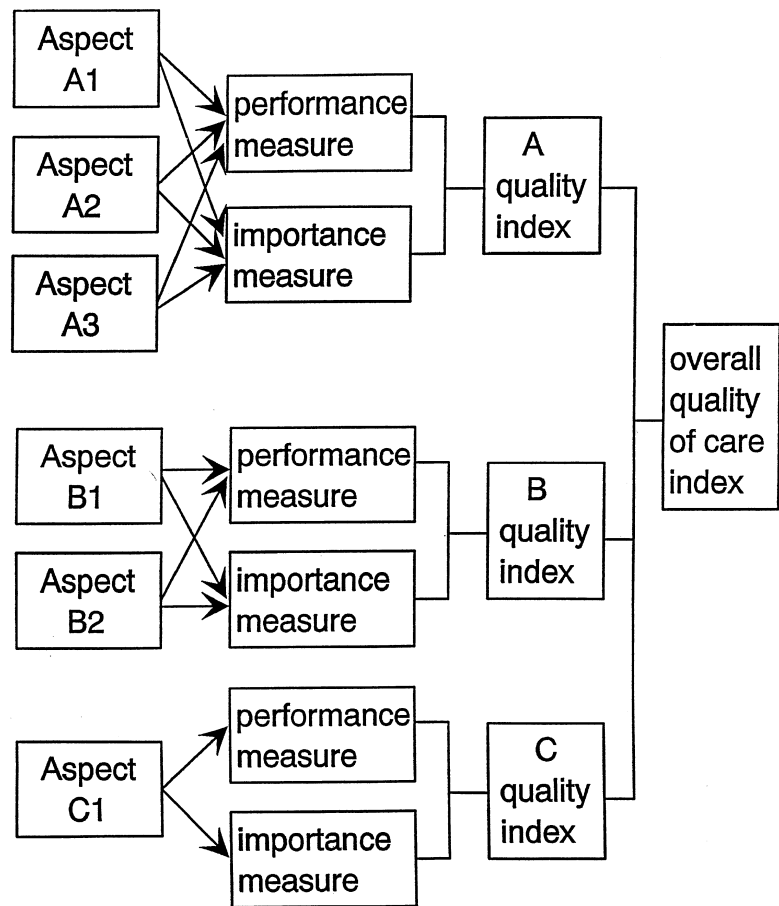 Aspect
A1
Aspect
A2
Aspect
A3
performance
measure
importance
measure
A
quality
index
Aspect
B1
Aspect
B2
performance
measure
importance
measure
B
quality
index
Aspect
C1
performance
measure
importance
measure
C
quality
index
overall
quality
of care
index